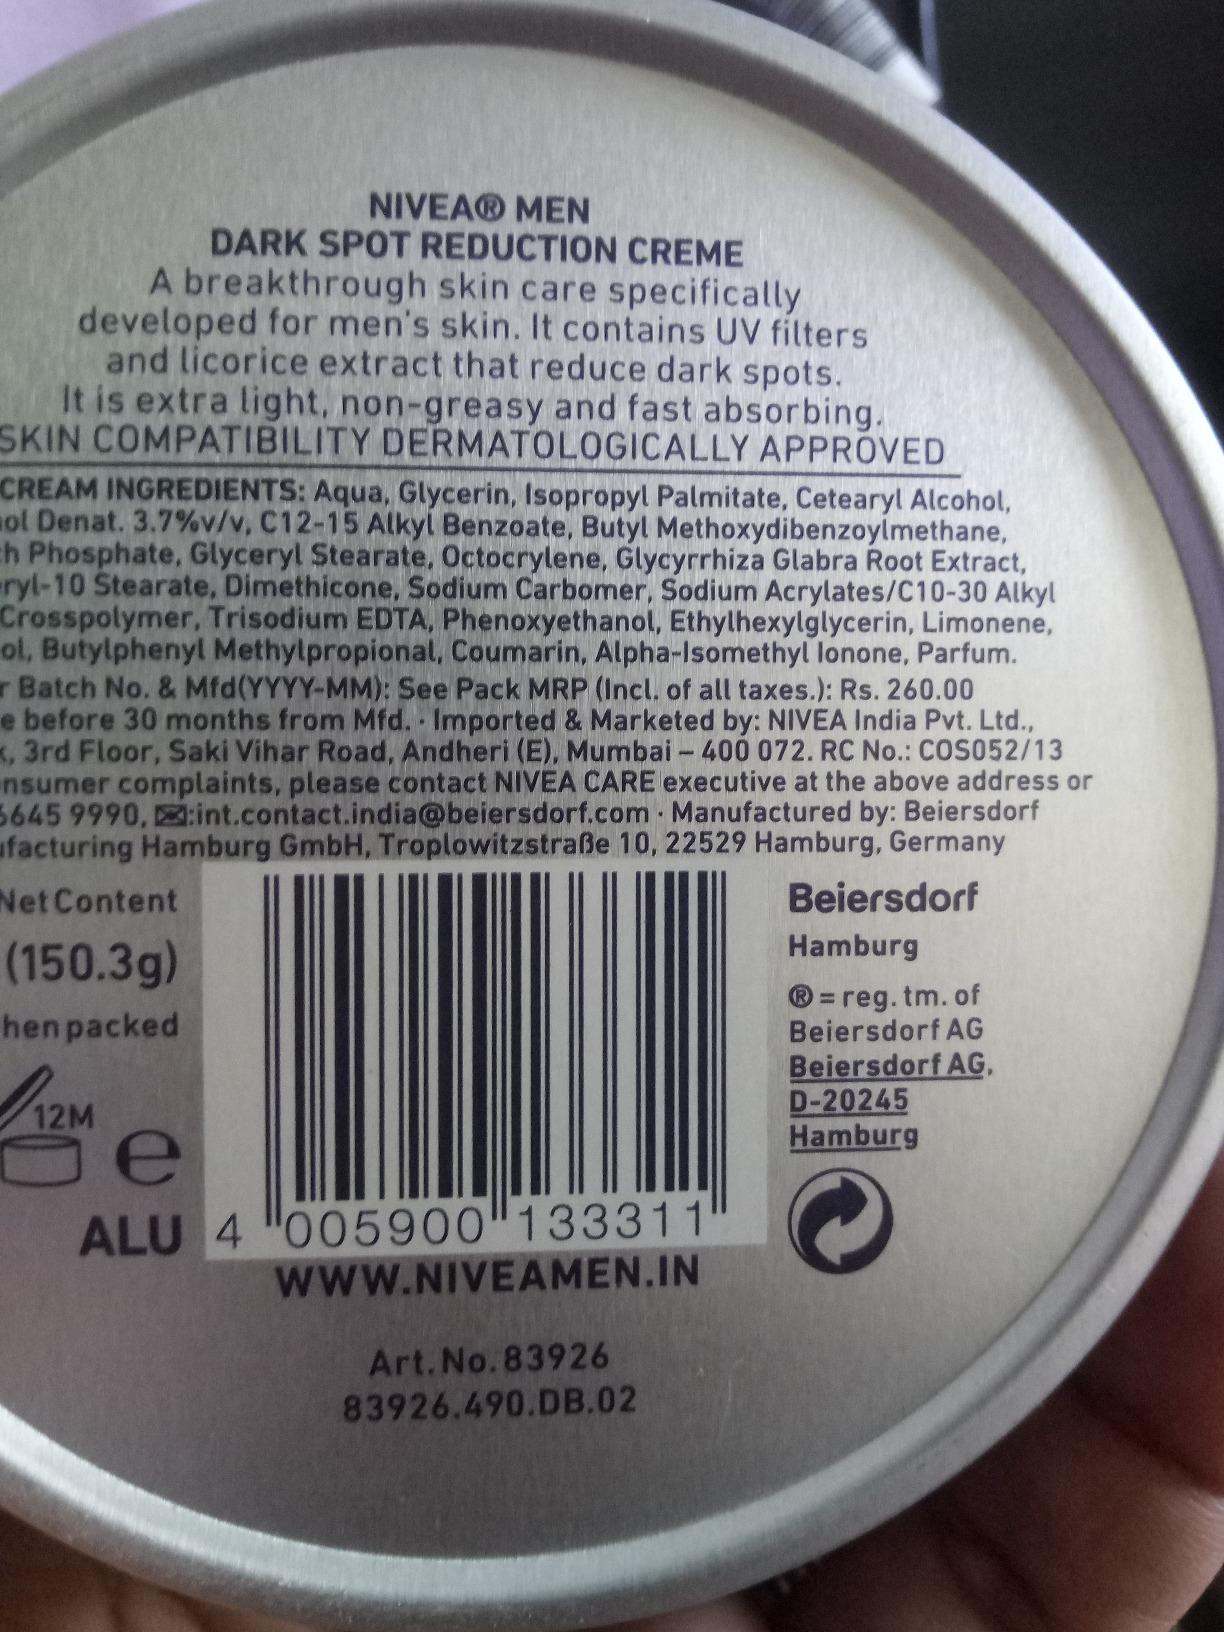 NIVEA® MEN
DARK SPOT REDUCTION CREME
A breakthrough skin care specifically
developed for men's skin. It contains UV filters
and licorice extract that reduce dark spots.
It is extra light, non-greasy and fast absorbing.
SKIN COMPATIBILITY DERMATOLOGICALLY APPROVED
CREAM INGREDIENTS: Aqua, Glycerin, Isopropyl Palmitate, Cetearyl Alcohol,
Denat. 3.7%v/v, C12-15 Alkyl Benzoate, Butyl Methoxydibenzoylmethane,
Phosphate, Glyceryl Stearate, Octocrylene, Glycyrrhiza Glabra Root Extract,
Stearate, Dimethicone, Sodium Carbomer, Sodium Acrylates/C10-30 Alkyl
Crosspolymer, Trisodium EDTA, Phenoxyethanol, Ethylhexylglycerin, Limonene,
Butylphenyl Methylpropional, Coumarin, Alpha-Isomethyl Ionone, Parfum.
Batch No. & Mfd(YYYY-MM): See Pack MRP (Incl. of all taxes.): Rs. 260.00
before 30 months from Mfd. · Imported & Marketed by: NIVEA India Pvt. Ltd.,
3rd Floor, Saki Vihar Road, Andheri (E), Mumbai – 400 072. RC No.: COS052/13
complaints, please contact NIVEA CARE executive at the above address or
9990, ✉:int.contact.india@beiersdorf.com · Manufactured by: Beiersdorf
Hamburg GmbH, Troplowitzstraße 10, 22529 Hamburg, Germany
Net Content
(150.3g)
packed
12M
e
ALU
4 005900 133311
Beiersdorf
Hamburg
® = reg. tm. of
Beiersdorf AG
Beiersdorf AG,
D-20245
Hamburg
WWW.NIVEAMEN.IN
Art. No. 83926
83926.490.DB.02